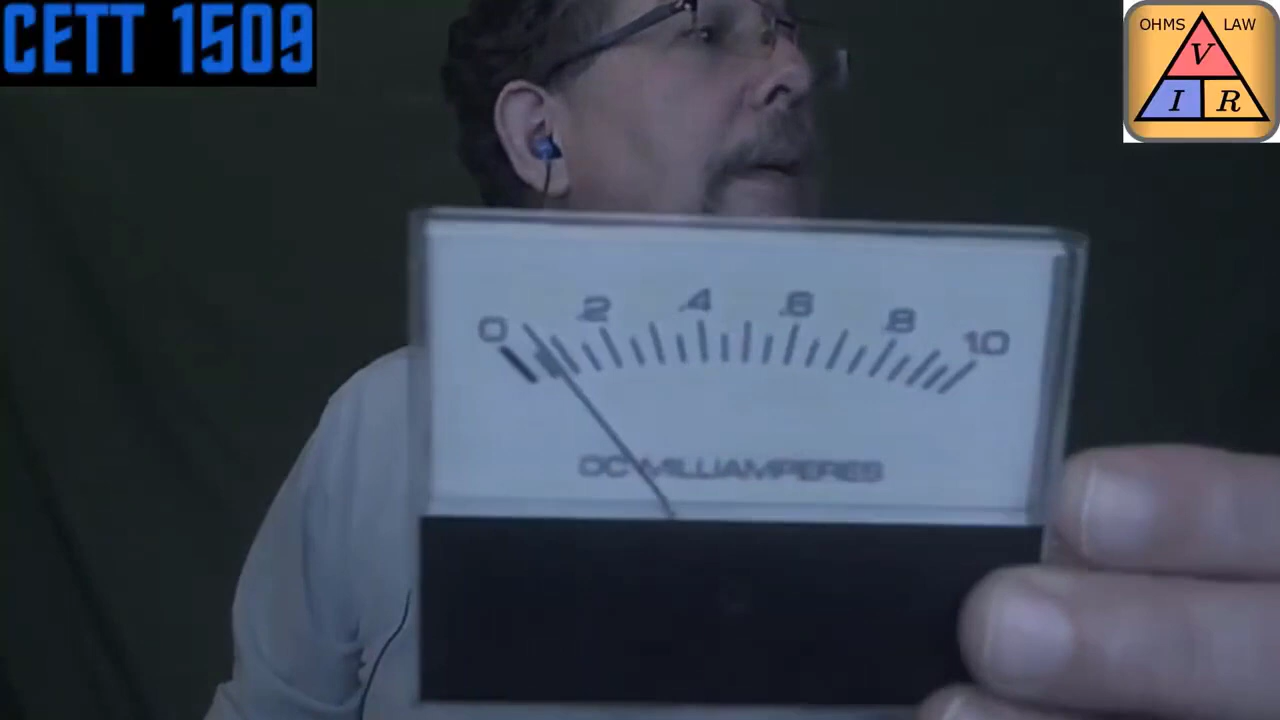 CETT 1509
OHMS LAW
V
I R
0 .2 .4 .6 .8 1.0
DC MILLIAMPERES